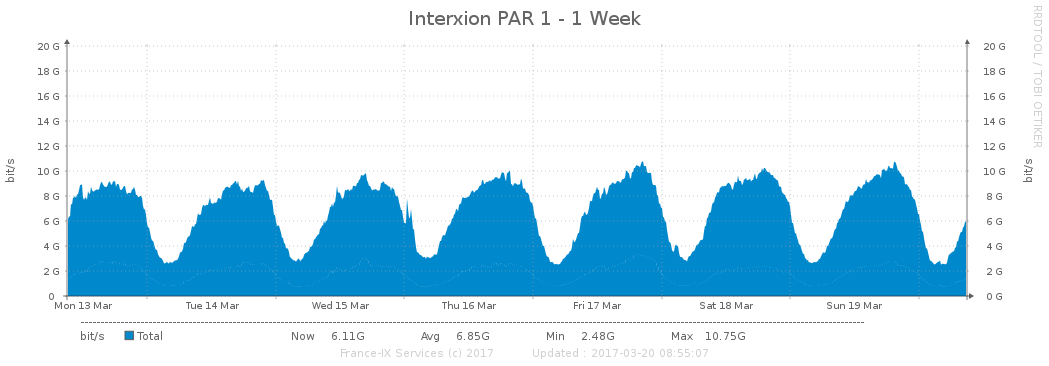 Interxion PAR 1 - 1 Week
RRDTOOL / TOBI OETIKER
bit/s
20 G 20 G
18 G 18 G
16 G 16 G
14 G 14 G
12 G 12 G
10 G 10 G
8 G 8 G
6 G 6 G
4 G 4 G
2 G 2 G
0 0 G
bit/s
Mon 13 Mar Tue 14 Mar Wed 15 Mar Thu 16 Mar Fri 17 Mar Sat 18 Mar Sun 19 Mar
bit/s Total Now 6.11G Avg 6.85G Min 2.48G Max 10.75G
France-IX Services (c) 2017 Updated : 2017-03-20 08:55:07